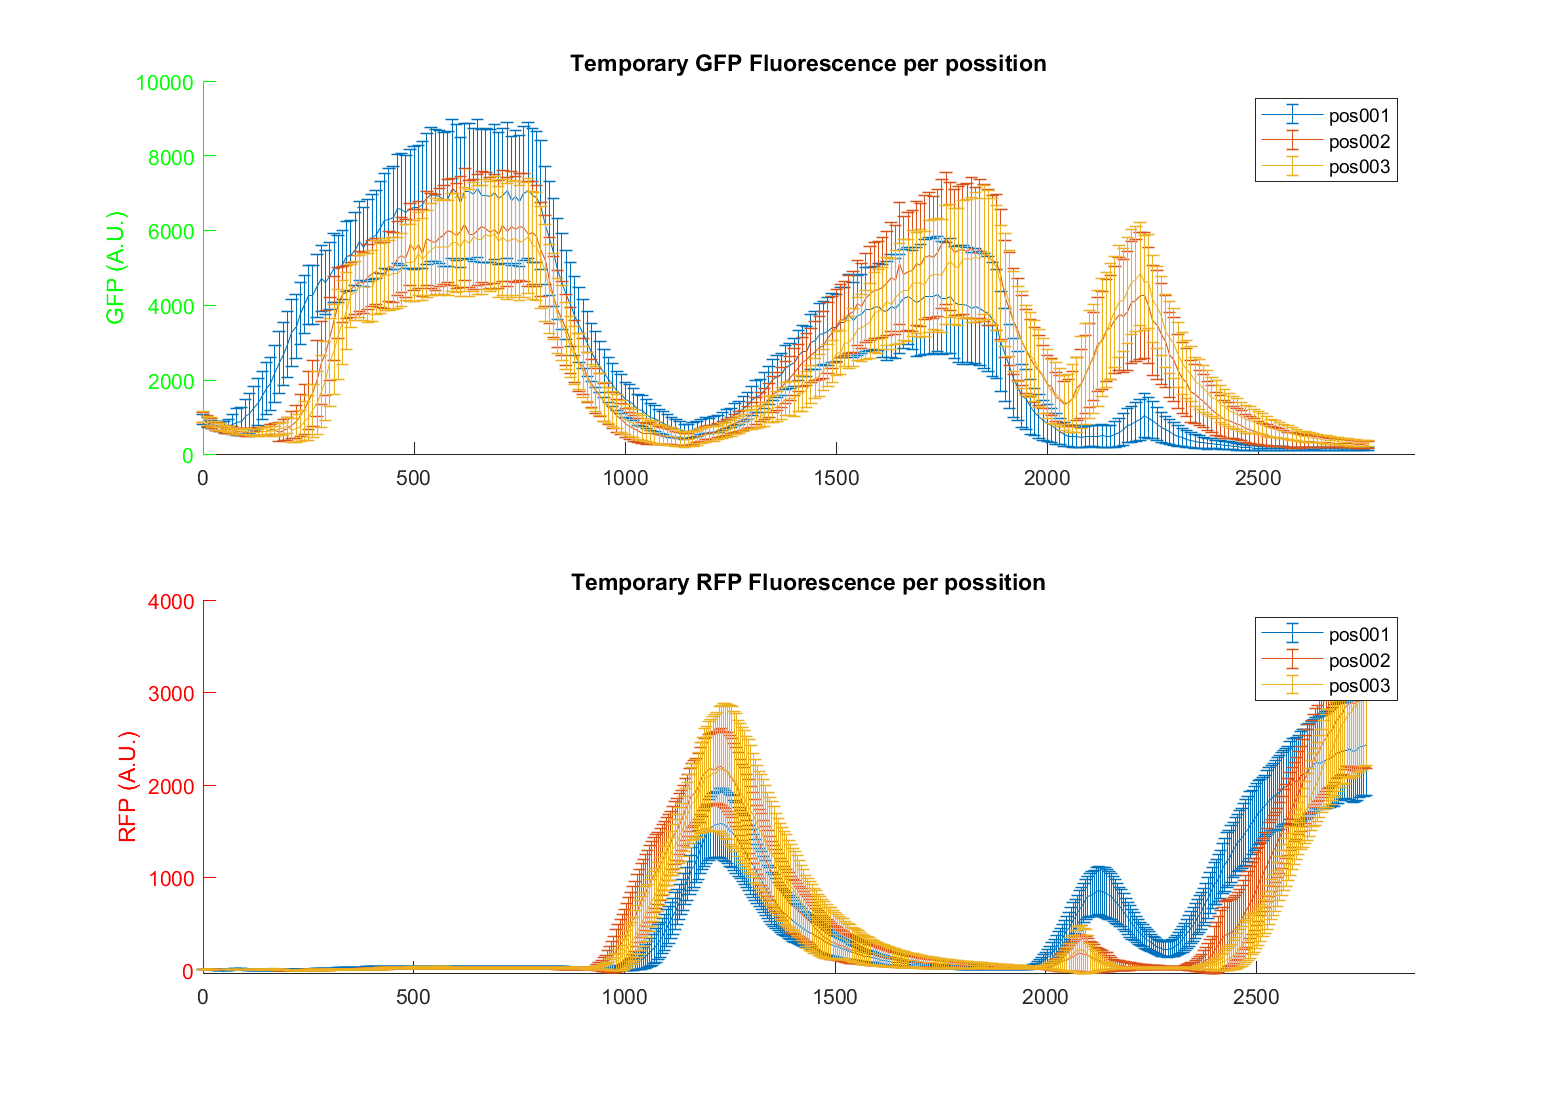 Temporary GFP Fluorescence per possition
GFP (A.U.)
10000
8000
6000
4000
2000
0
0 500 1000 1500 2000 2500
pos001
pos002
pos003
Temporary RFP Fluorescence per possition
RFP (A.U.)
4000
3000
2000
1000
0
0 500 1000 1500 2000 2500
pos001
pos002
pos003